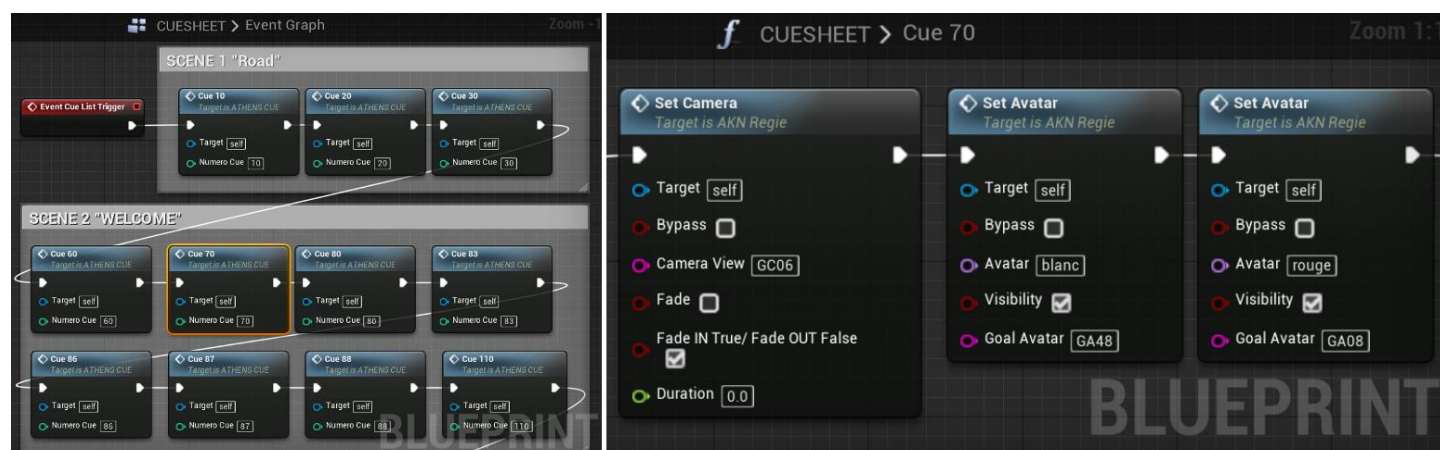 CUESHEET > Event Graph
Zoom -1
SCENE 1 "Road"
Event Cue List Trigger
Cue 10
Target is ATHENS CUE
Target self
Numero Cue 10
Cue 20
Target is ATHENS CUE
Target self
Numero Cue 20
Cue 30
Target is ATHENS CUE
Target self
Numero Cue 30
SCENE 2 "WELCOME"
Cue 60
Target is ATHENS CUE
Target self
Numero Cue 60
Cue 70
Target is ATHENS CUE
Target self
Numero Cue 70
Cue 80
Target is ATHENS CUE
Target self
Numero Cue 80
Cue 83
Target is ATHENS CUE
Target self
Numero Cue 83
Cue 86
Target is ATHENS CUE
Target self
Numero Cue 86
Cue 87
Target is ATHENS CUE
Target self
Numero Cue 87
Cue 88
Target is ATHENS CUE
Target self
Numero Cue 88
Cue 110
Target is ATHENS CUE
Target self
Numero Cue 110
BLUEPRINT
f CUESHEET > Cue 70
Zoom 1:1
Set Camera
Target is AKN Regie
Target self
Bypass
Camera View GC06
Fade
Fade IN True/ Fade OUT False
Duration 0.0
Set Avatar
Target is AKN Regie
Target self
Bypass
Avatar blanc
Visibility
Goal Avatar GA48
Set Avatar
Target is AKN Regie
Target self
Bypass
Avatar rouge
Visibility
Goal Avatar GA08
BLUEPRINT